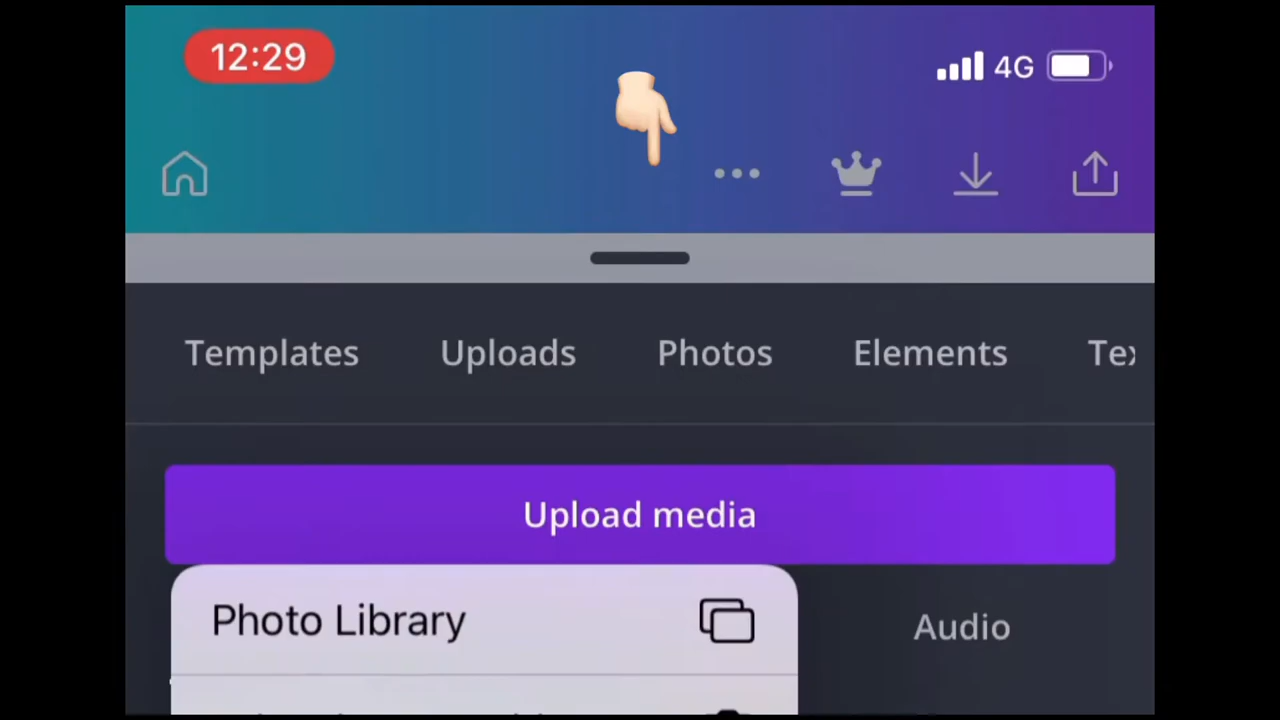 12:29 4G
Templates Uploads Photos Elements
Upload media
Photo Library
Audio